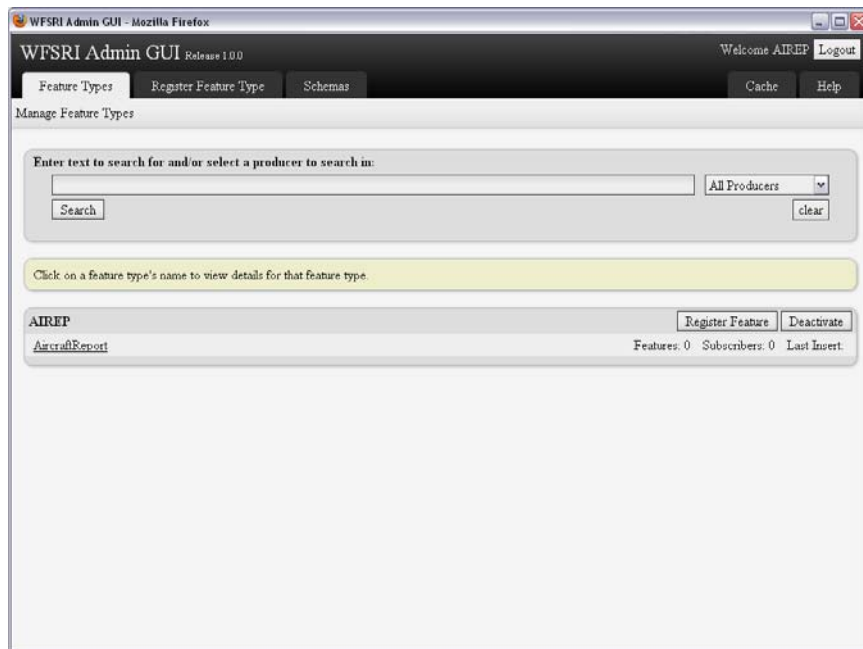 WFSRI Admin GUI - Mozilla Firefox
WFSRI Admin GUI Release 1.0.0 Welcome AIREP Logout
Feature Types Register Feature Type Schemas Cache Help
Manage Feature Types
Enter text to search for and/or select a producer to search in:
All Producers
Search clear
Click on a feature type's name to view details for that feature type.
AIREP Register Feature Deactivate
AircraftReport Features: 0 Subscribers: 0 Last Insert: